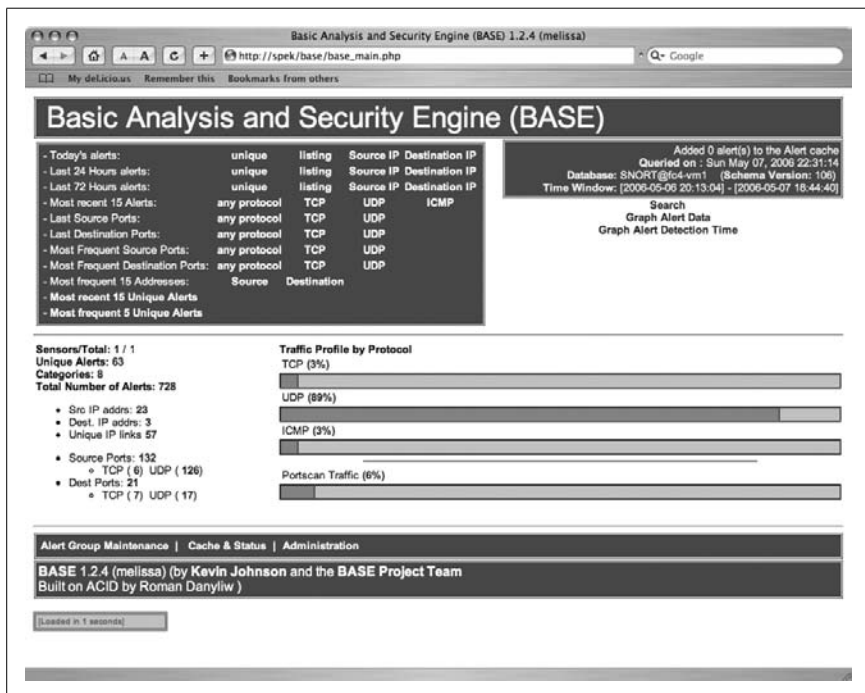 Basic Analysis and Security Engine (BASE) 1.2.4 (melissa)
A A C + http://spek/base/base_main.php Q- Google
My del.icio.us Remember this Bookmarks from others
Basic Analysis and Security Engine (BASE)
- Today's alerts: unique listing Source IP Destination IP
- Last 24 Hours alerts: unique listing Source IP Destination IP
- Last 72 Hours alerts: unique listing Source IP Destination IP
- Most recent 15 Alerts: any protocol TCP UDP ICMP
- Last Source Ports: any protocol TCP UDP
- Last Destination Ports: any protocol TCP UDP
- Most Frequent Source Ports: any protocol TCP UDP
- Most Frequent Destination Ports: any protocol TCP UDP
- Most frequent 15 Addresses: Source Destination
- Most recent 15 Unique Alerts
- Most frequent 5 Unique Alerts
Added 0 alert(s) to the Alert cache
Queried on : Sun May 07, 2006 22:31:14
Database: SNORT@fc4-vm1 (Schema Version: 106)
Time Window: [2006-05-06 20:13:04] - [2006-05-07 18:44:40]
Search
Graph Alert Data
Graph Alert Detection Time
Sensors/Total: 1 / 1
Unique Alerts: 63
Categories: 8
Total Number of Alerts: 728
• Src IP addrs: 23
• Dest. IP addrs: 3
• Unique IP links 57
• Source Ports: 132
○ TCP ( 6) UDP ( 126)
• Dest Ports: 21
○ TCP ( 7) UDP ( 17)
Traffic Profile by Protocol
TCP (3%)
UDP (89%)
ICMP (3%)
Portscan Traffic (6%)
Alert Group Maintenance | Cache & Status | Administration
BASE 1.2.4 (melissa) (by Kevin Johnson and the BASE Project Team
Built on ACID by Roman Danyliw )
[Loaded in 1 seconds]